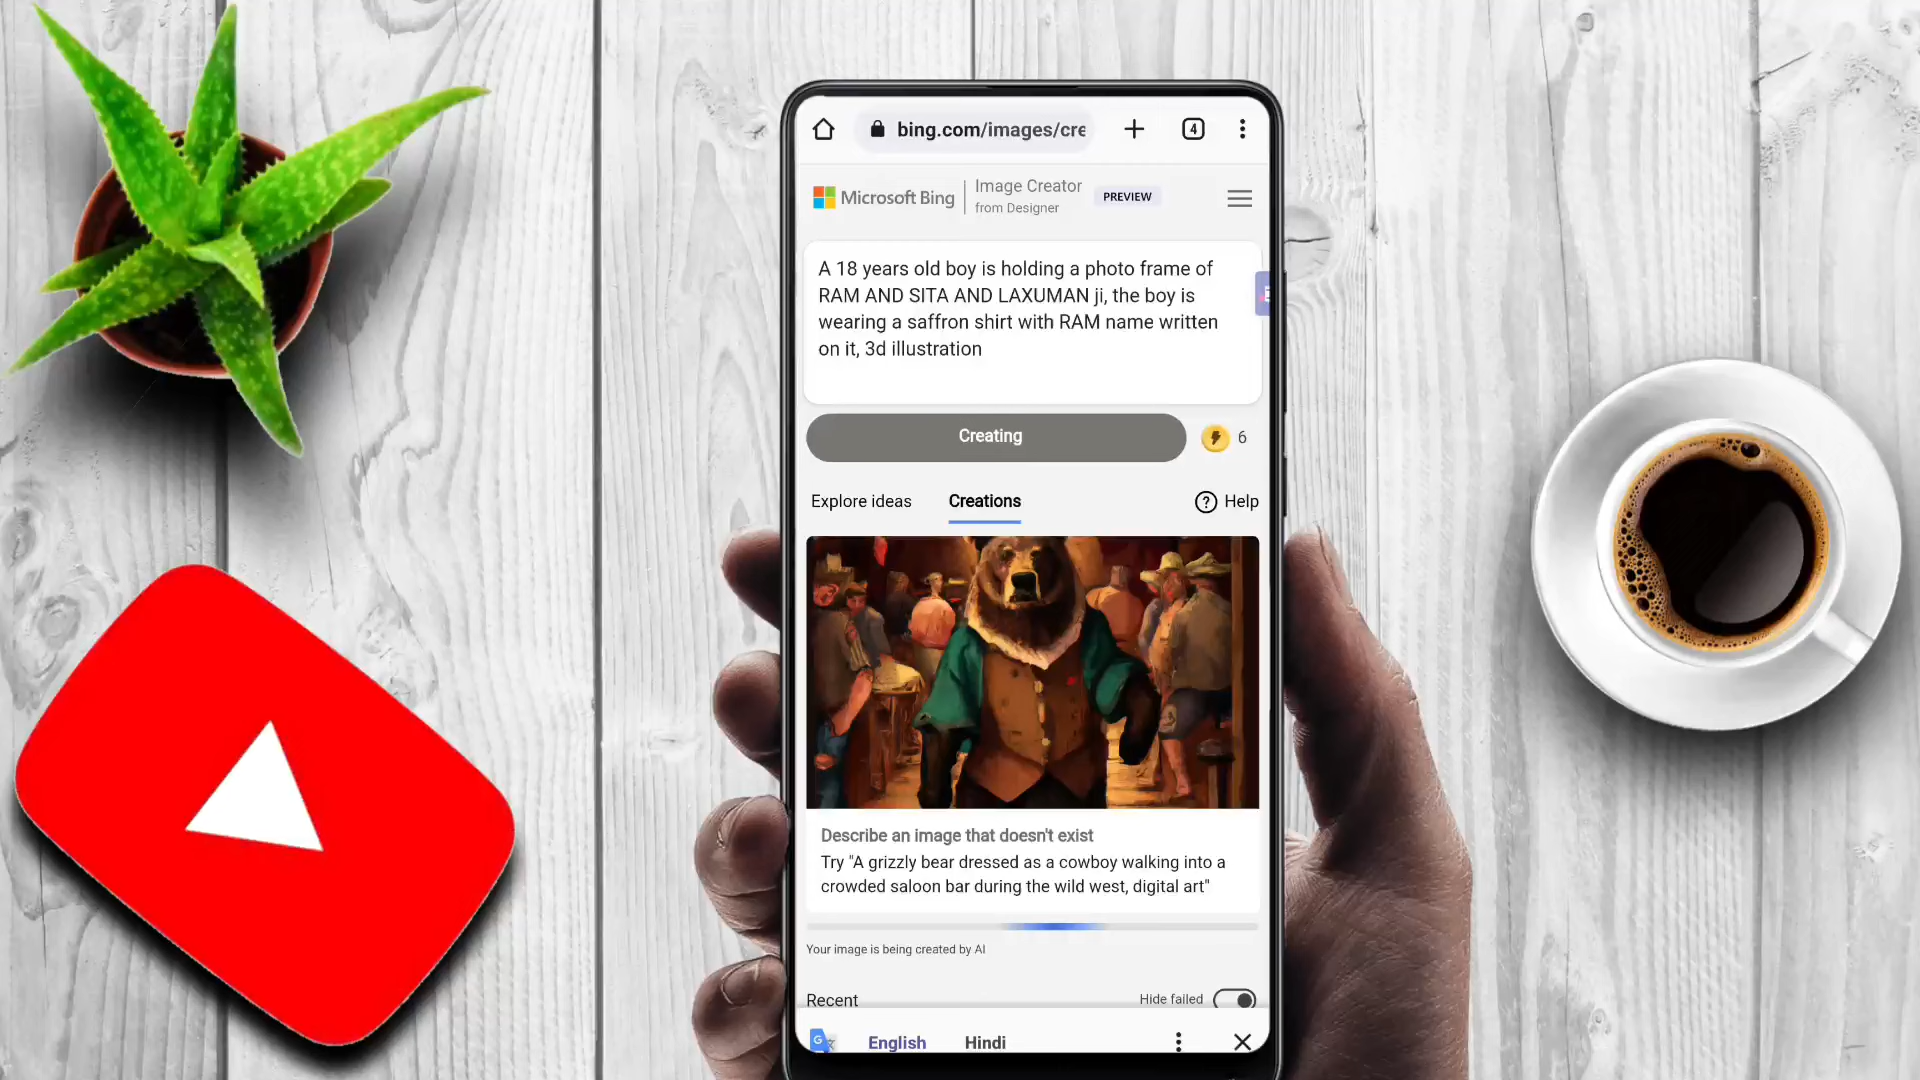 bing.com/images/cre
4
Microsoft Bing
Image Creator
from Designer
PREVIEW
A 18 years old boy is holding a photo frame of
RAM AND SITA AND LAXUMAN ji, the boy is
wearing a saffron shirt with RAM name written
on it, 3d illustration
Creating
6
Explore ideas
Creations
Help
Describe an image that doesn't exist
Try "A grizzly bear dressed as a cowboy walking into a
crowded saloon bar during the wild west, digital art"
Your image is being created by AI
Recent
Hide failed
English
Hindi